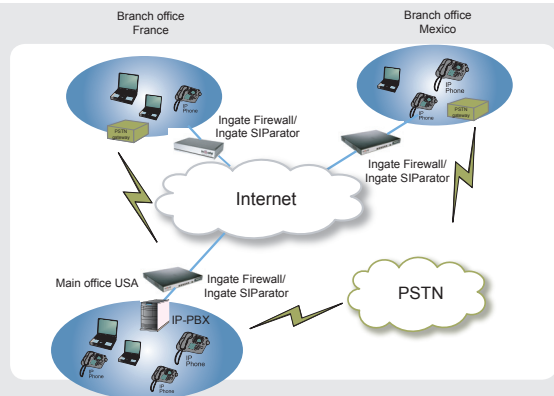 Branch office
France
Branch office
Mexico
IP
Phone
IP
Phone
IP
Phone
PSTN
gateway
PSTN
gateway
Ingate Firewall/
Ingate SIParator
Ingate Firewall/
Ingate SIParator
Internet
Main office USA
Ingate Firewall/
Ingate SIParator
PSTN
IP-PBX
IP
Phone
IP
Phone
IP
Phone